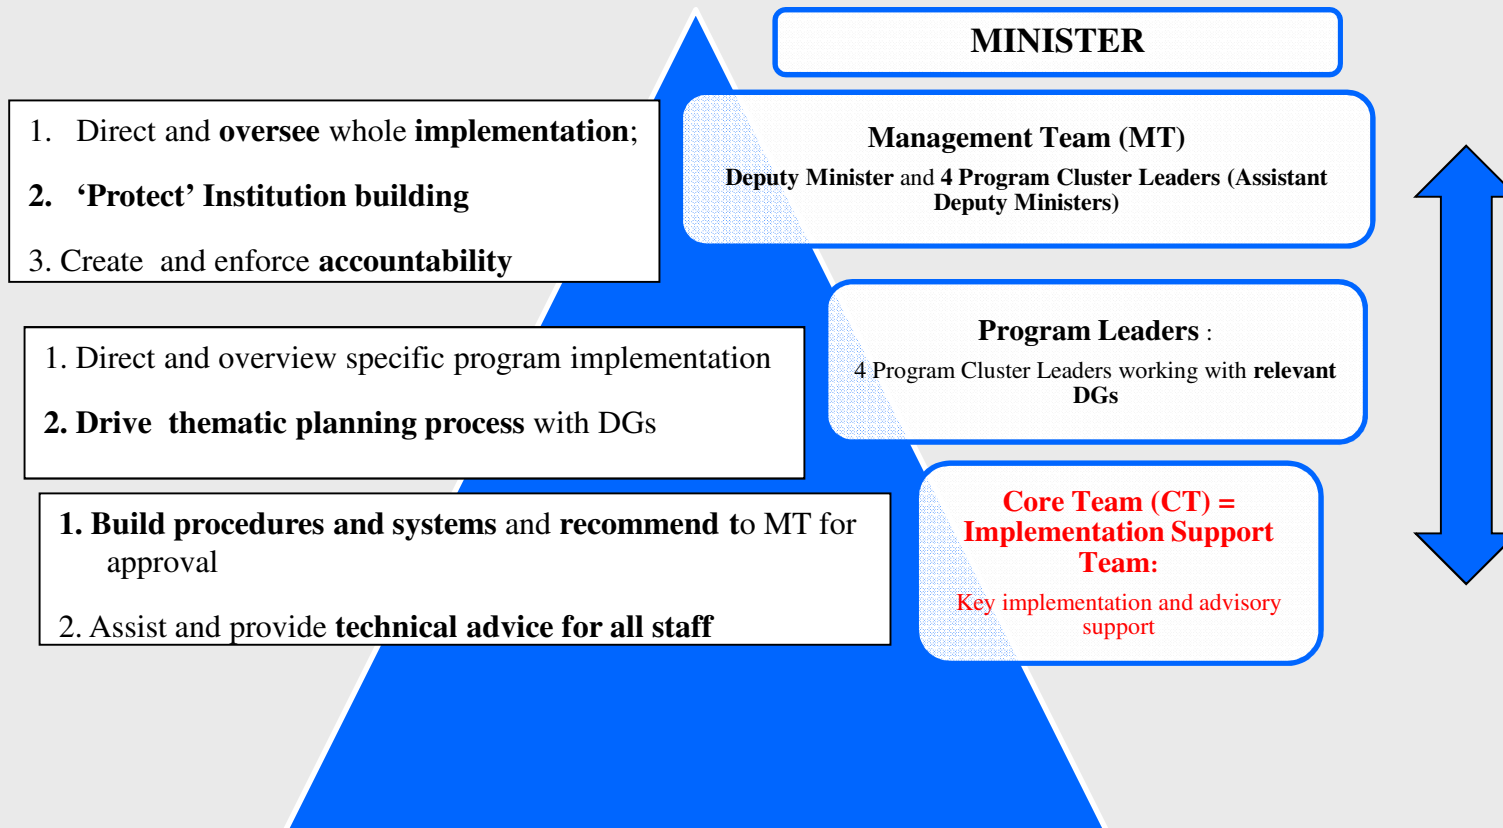 MINISTER
1. Direct and oversee whole implementation;
2. ‘Protect’ Institution building
3. Create and enforce accountability
Management Team (MT)
Deputy Minister and 4 Program Cluster Leaders (Assistant
Deputy Ministers)
1. Direct and overview specific program implementation
2. Drive thematic planning process with DGs
Program Leaders :
4 Program Cluster Leaders working with relevant
DGs
1. Build procedures and systems and recommend to MT for
approval
2. Assist and provide technical advice for all staff
Core Team (CT) =
Implementation Support
Team:
Key implementation and advisory
support